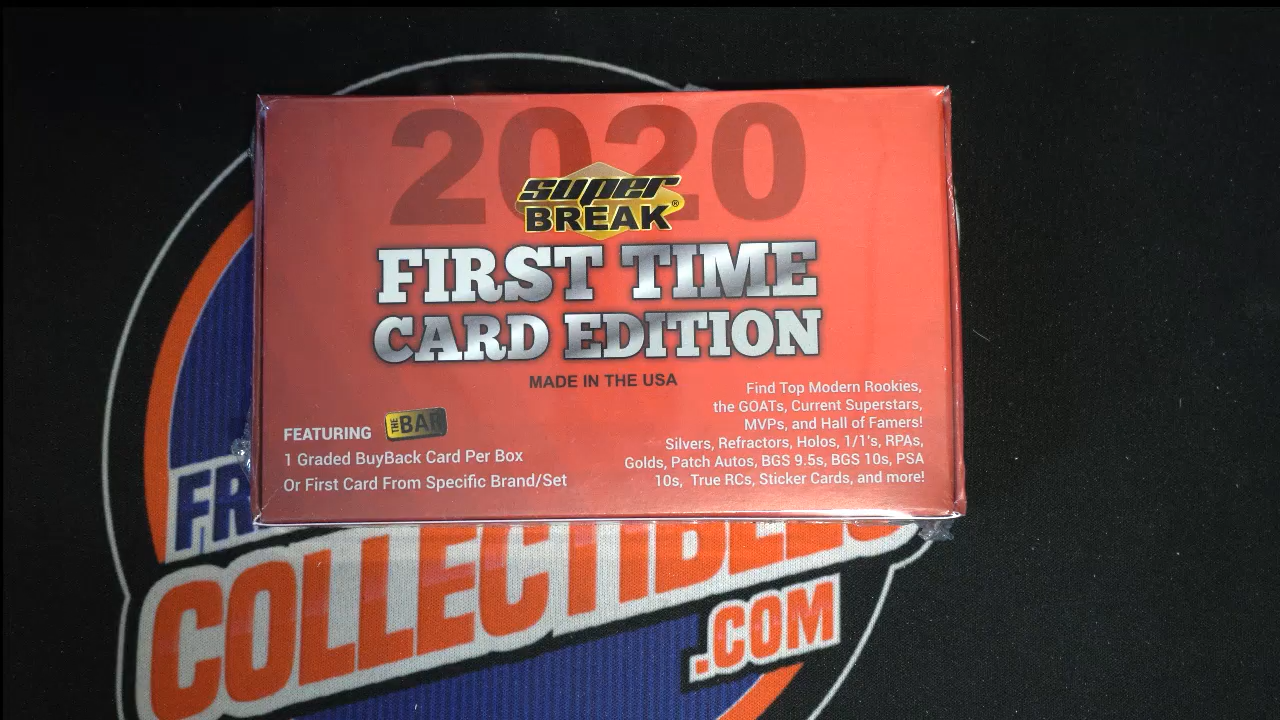 2020
super
BREAK®
FIRST TIME
CARD EDITION
MADE IN THE USA
Find Top Modern Rookies,
the GOATs, Current Superstars,
MVPs, and Hall of Famers!
Silvers, Refractors, Holos, 1/1's, RPAs,
Golds, Patch Autos, BGS 9.5s, BGS 10s, PSA
10s, True RCs, Sticker Cards, and more!
FEATURING THE BAR
1 Graded BuyBack Card Per Box
Or First Card From Specific Brand/Set
FR
COLLECTIBLES
.COM